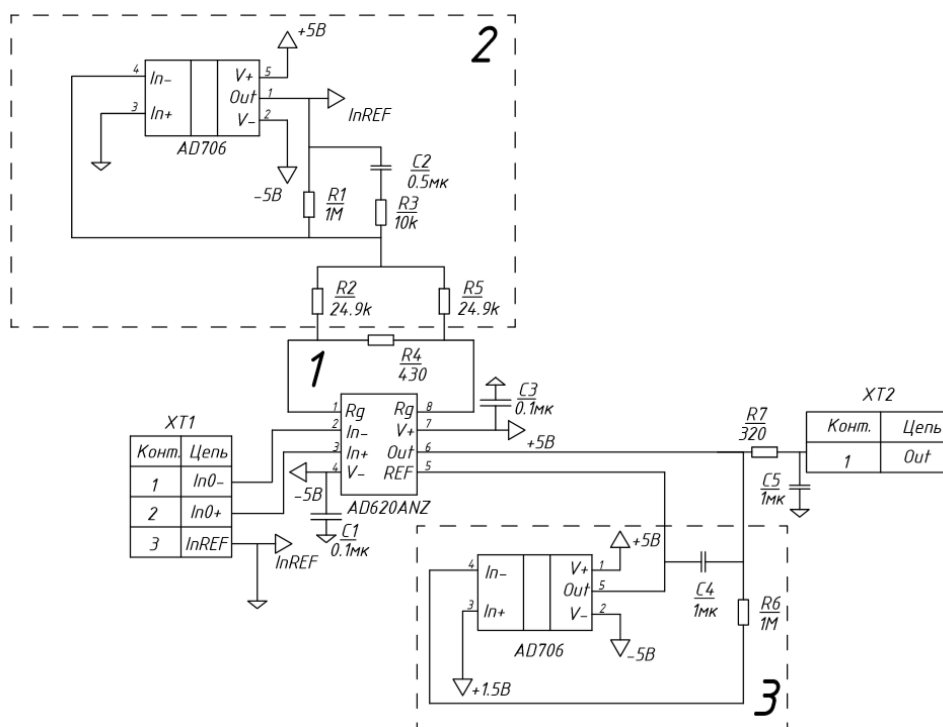 2
+5В
4
In-
V+
5
Out
1
InREF
3
In+
V-
2
AD706
-5В
C2
0.5мк
R1
1М
R3
10k
R2
24.9k
R5
24.9k
1
R4
430
C3
0.1мк
XT1
Конт. Цепь
1 In0-
2 In0+
3 InREF
InREF
1 Rg Rg 8
2 In- V+ 7
3 In+ Out 6
4 V- REF 5
AD620ANZ
+5В
-5В
C1
0.1мк
R7
320
XT2
Конт. Цепь
1 Out
C5
1мк
+5В
4 In- V+ 1
Out 5
3 In+ V- 2
AD706
-5В
+1.5В
C4
1мк
R6
1М
3